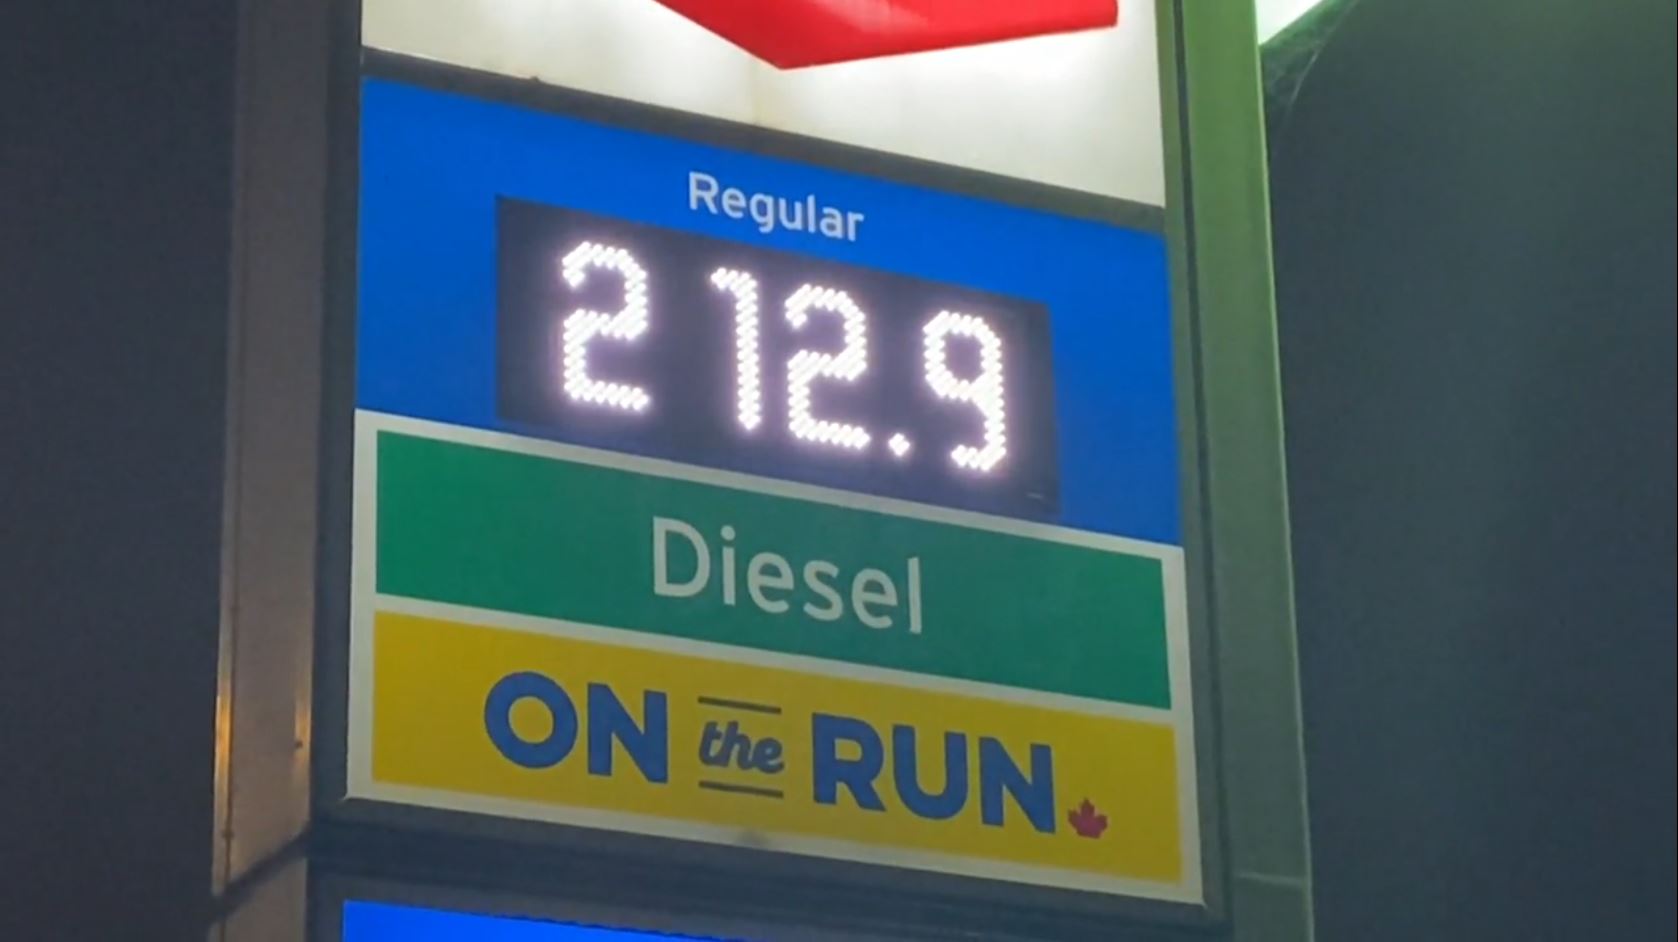 Regular
212.9
Diesel
ON the RUN